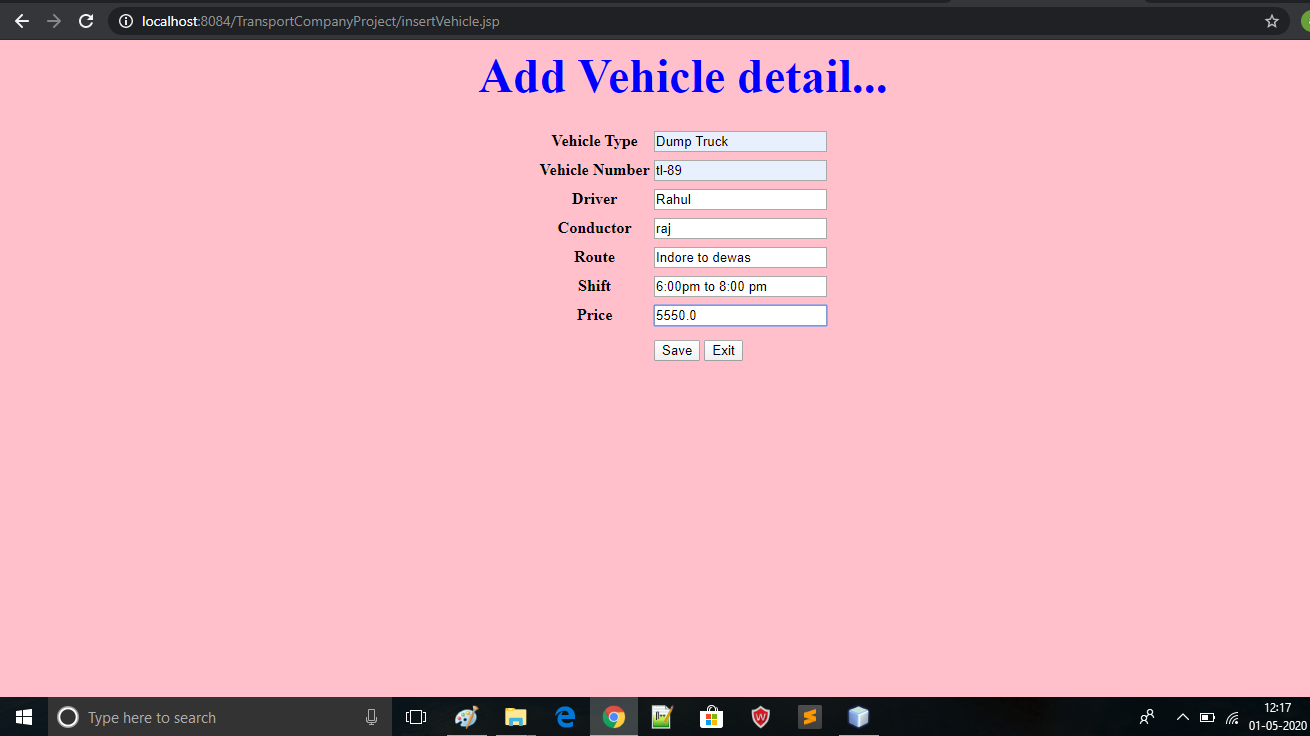 localhost:8084/TransportCompanyProject/insertVehicle.jsp
Add Vehicle detail...
Vehicle Type Dump Truck
Vehicle Number tl-89
Driver Rahul
Conductor raj
Route Indore to dewas
Shift 6:00pm to 8:00 pm
Price 5550.0
Save Exit
Type here to search
12:17
01-05-2020